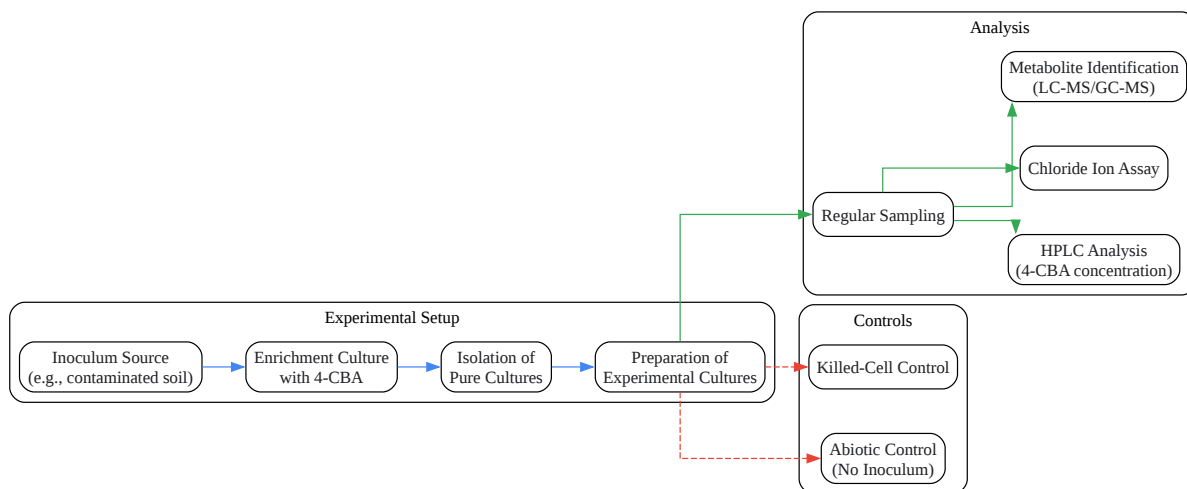 Analysis
Metabolite Identification
(LC-MS/GC-MS)
Chloride Ion Assay
Regular Sampling
HPLC Analysis
(4-CBA concentration)
Experimental Setup
Inoculum Source
(e.g., contaminated soil)
Enrichment Culture
with 4-CBA
Isolation of
Pure Cultures
Preparation of
Experimental Cultures
Controls
Killed-Cell Control
Abiotic Control
(No Inoculum)